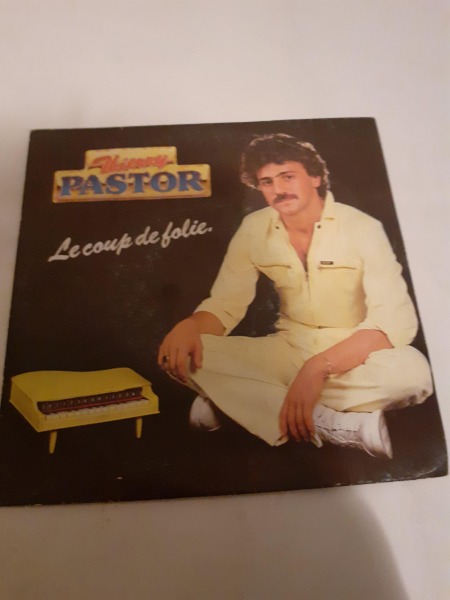 Thierry
PASTOR
Le coup de folie.